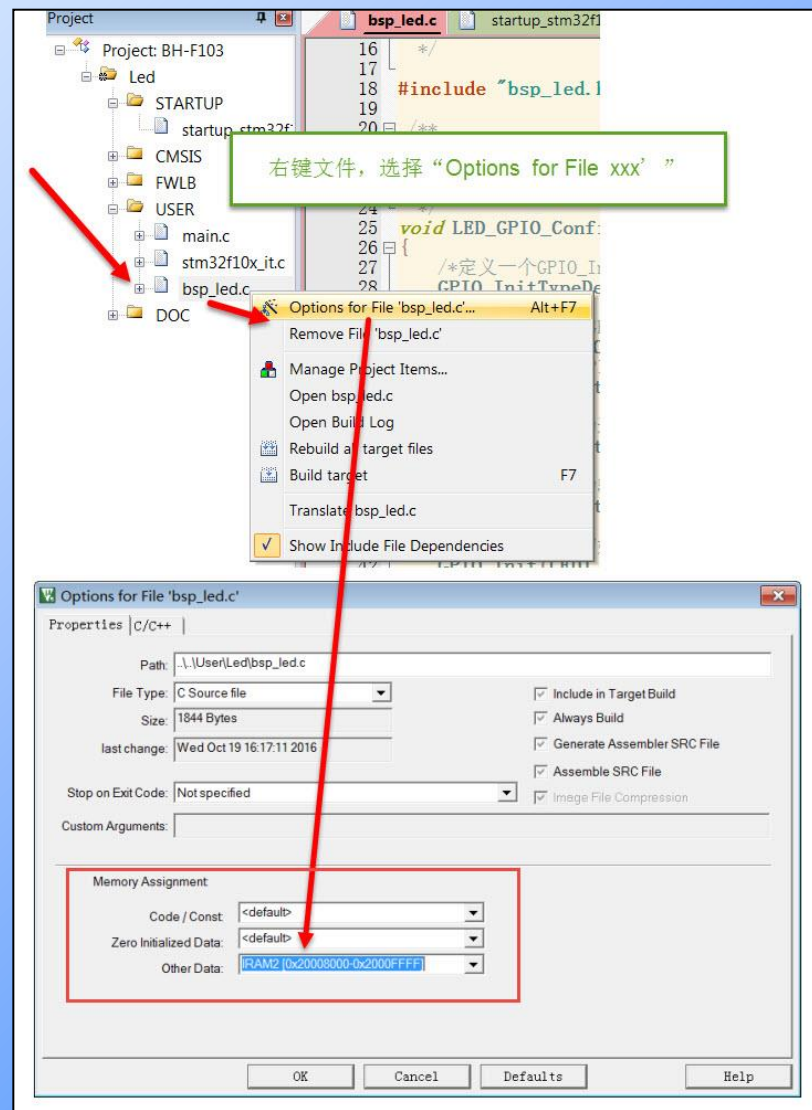 Project
bsp_led.c
startup_stm32f1
Project: BH-F103
Led
STARTUP
startup_stm32f
CMSIS
FWLB
USER
main.c
stm32f10x_it.c
bsp_led.c
DOC
16 */
17
18 #include "bsp_led.h
19
20 /**
右键文件，选择“Options for File xxx’ ”
24 */
25 void LED_GPIO_Conf
26 {
27 /*定义一个GPIO_I
28 GPIO_InitTypeDe
Options for File 'bsp_led.c'... Alt+F7
Remove File 'bsp_led.c'
Manage Project Items...
Open bsp_led.c
Open Build Log
Rebuild all target files
Build target F7
Translate bsp_led.c
Show Include File Dependencies
Options for File 'bsp_led.c'
Properties C/C++
Path: ..\..\User\Led\bsp_led.c
File Type: C Source file
Include in Target Build
Size: 1844 Bytes
Always Build
last change: Wed Oct 19 16:17:11 2016
Generate Assembler SRC File
Assemble SRC File
Stop on Exit Code: Not specified
Image File Compression
Custom Arguments:
Memory Assignment:
Code / Const: <default>
Zero Initialized Data: <default>
Other Data: IRAM2 [0x20008000-0x2000FFFF]
OK Cancel Defaults Help